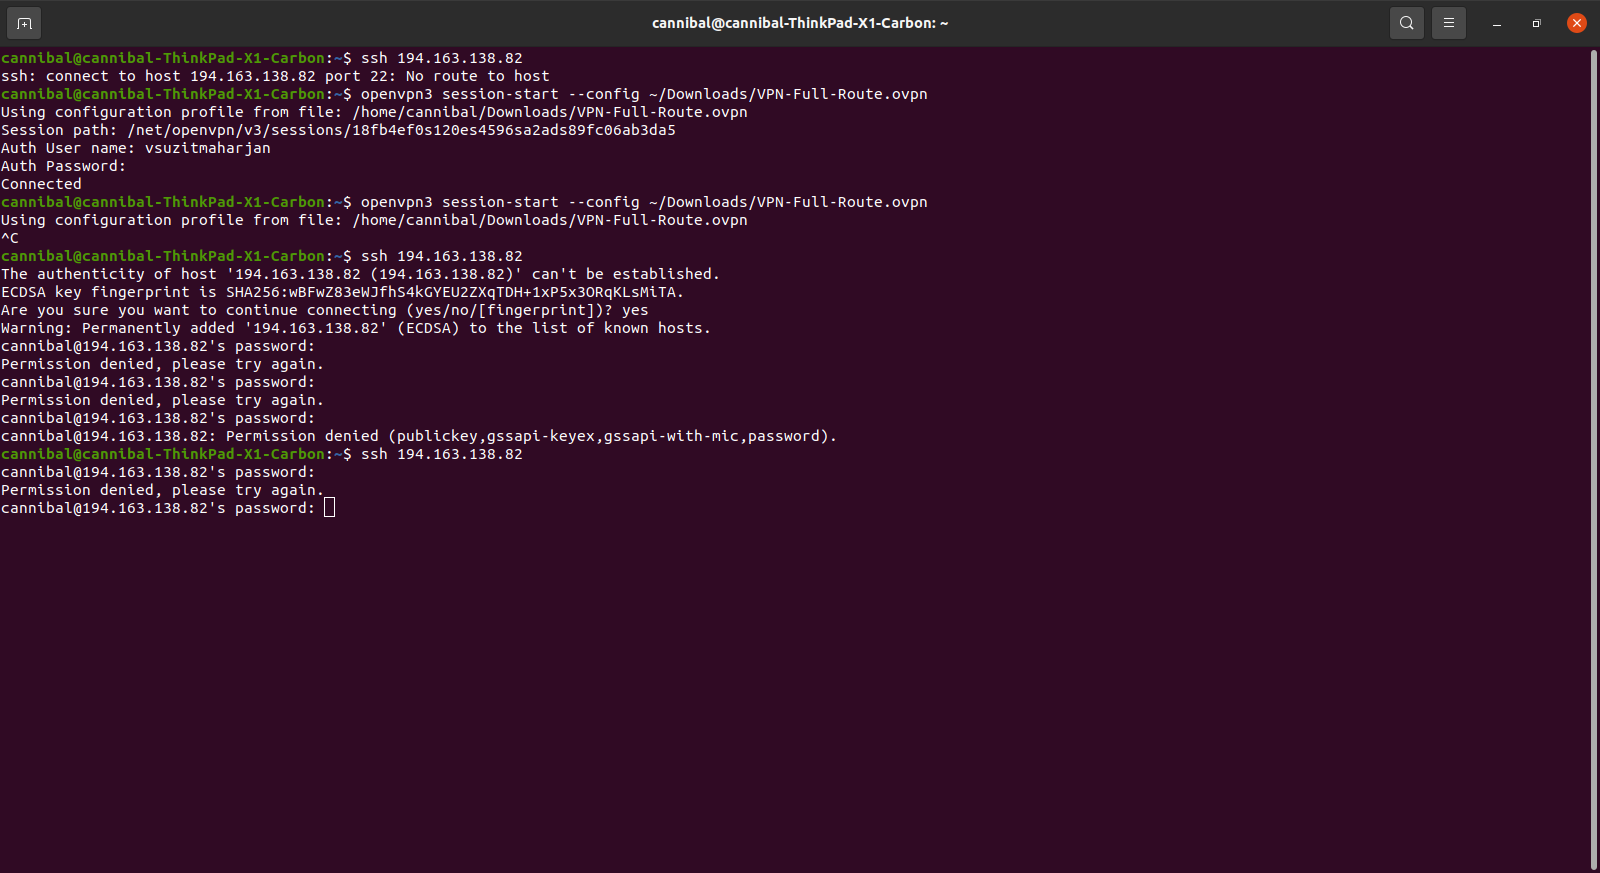 cannibal@cannibal-ThinkPad-X1-Carbon: ~
cannibal@cannibal-ThinkPad-X1-Carbon:~$ ssh 194.163.138.82
ssh: connect to host 194.163.138.82 port 22: No route to host
cannibal@cannibal-ThinkPad-X1-Carbon:~$ openvpn3 session-start --config ~/Downloads/VPN-Full-Route.ovpn
Using configuration profile from file: /home/cannibal/Downloads/VPN-Full-Route.ovpn
Session path: /net/openvpn/v3/sessions/18fb4ef0s120es4596sa2ads89fc06ab3da5
Auth User name: vsuzitmaharjan
Auth Password:
Connected
cannibal@cannibal-ThinkPad-X1-Carbon:~$ openvpn3 session-start --config ~/Downloads/VPN-Full-Route.ovpn
Using configuration profile from file: /home/cannibal/Downloads/VPN-Full-Route.ovpn
^C
cannibal@cannibal-ThinkPad-X1-Carbon:~$ ssh 194.163.138.82
The authenticity of host '194.163.138.82 (194.163.138.82)' can't be established.
ECDSA key fingerprint is SHA256:wBFwZ83eWJfhS4kGYEU2ZXqTDH+1xP5x3ORqKLsMiTA.
Are you sure you want to continue connecting (yes/no/[fingerprint])? yes
Warning: Permanently added '194.163.138.82' (ECDSA) to the list of known hosts.
cannibal@194.163.138.82's password:
Permission denied, please try again.
cannibal@194.163.138.82's password:
Permission denied, please try again.
cannibal@194.163.138.82's password:
cannibal@194.163.138.82: Permission denied (publickey,gssapi-keyex,gssapi-with-mic,password).
cannibal@cannibal-ThinkPad-X1-Carbon:~$ ssh 194.163.138.82
cannibal@194.163.138.82's password:
Permission denied, please try again.
cannibal@194.163.138.82's password: